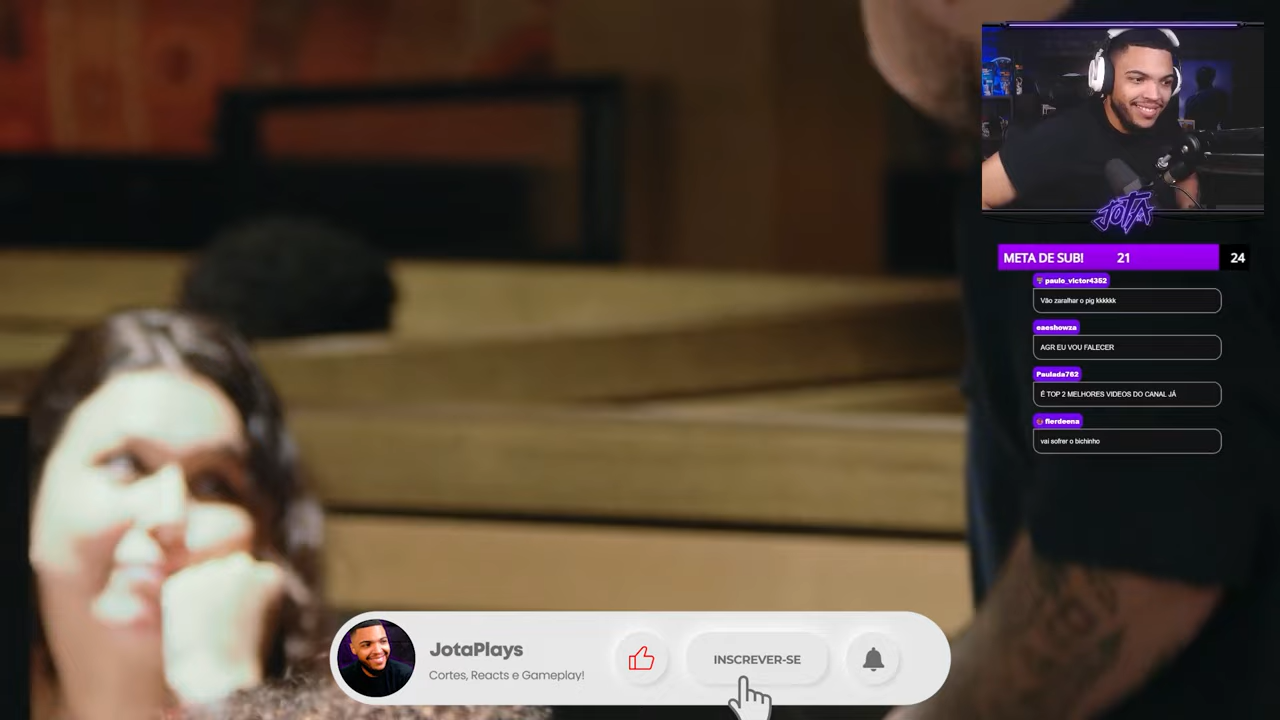 JOTA
META DE SUB! 21 24
paulo_victor4352
Vão zaralhar o pig kkkkkk
eaeshowza
AGR EU VOU FALECER
Paulada762
É TOP 2 MELHORES VIDEOS DO CANAL JÁ
flerdeena
vai sofrer o bichinho
JotaPlays
Cortes, Reacts e Gameplay!
INSCREVER-SE